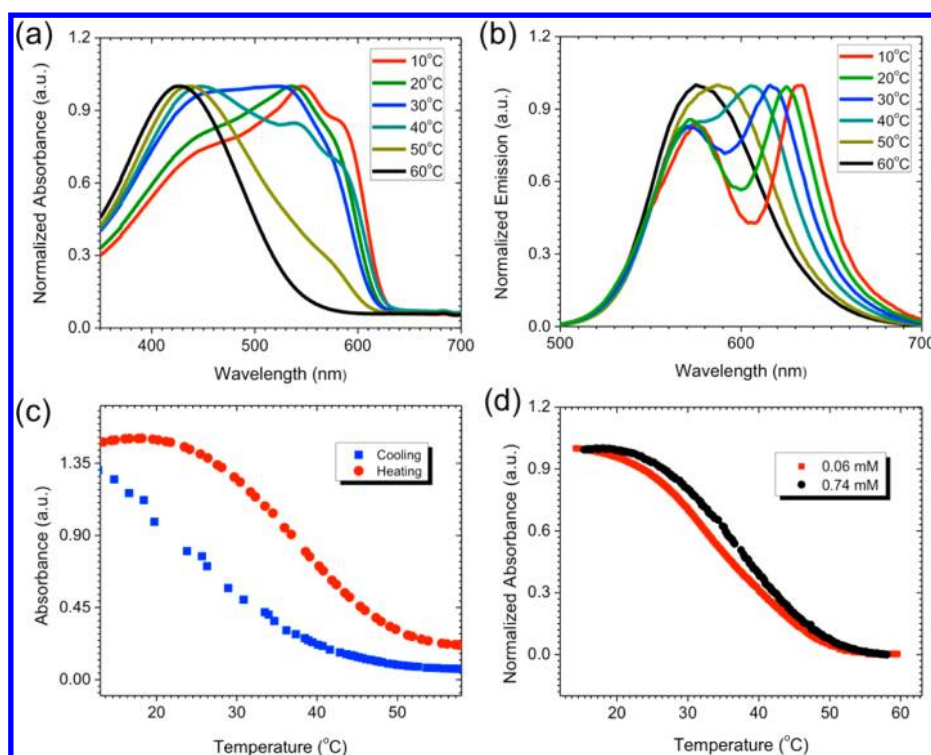 (a)
1.2
0.9
0.6
0.3
0.0
Normalized Absorbance (a.u.)
10°C
20°C
30°C
40°C
50°C
60°C
400
500
600
700
Wavelength (nm)
(b)
1.2
0.9
0.6
0.3
0.0
Normalized Emission (a.u.)
10°C
20°C
30°C
40°C
50°C
60°C
500
600
700
Wavelength (nm)
(c)
1.35
0.90
0.45
0.00
Absorbance (a.u.)
Cooling
Heating
20
30
40
50
Temperature (°C)
(d)
1.2
0.9
0.6
0.3
0.0
Normalized Absorbance (a.u.)
0.06 mM
0.74 mM
20
30
40
50
60
Temperature (°C)